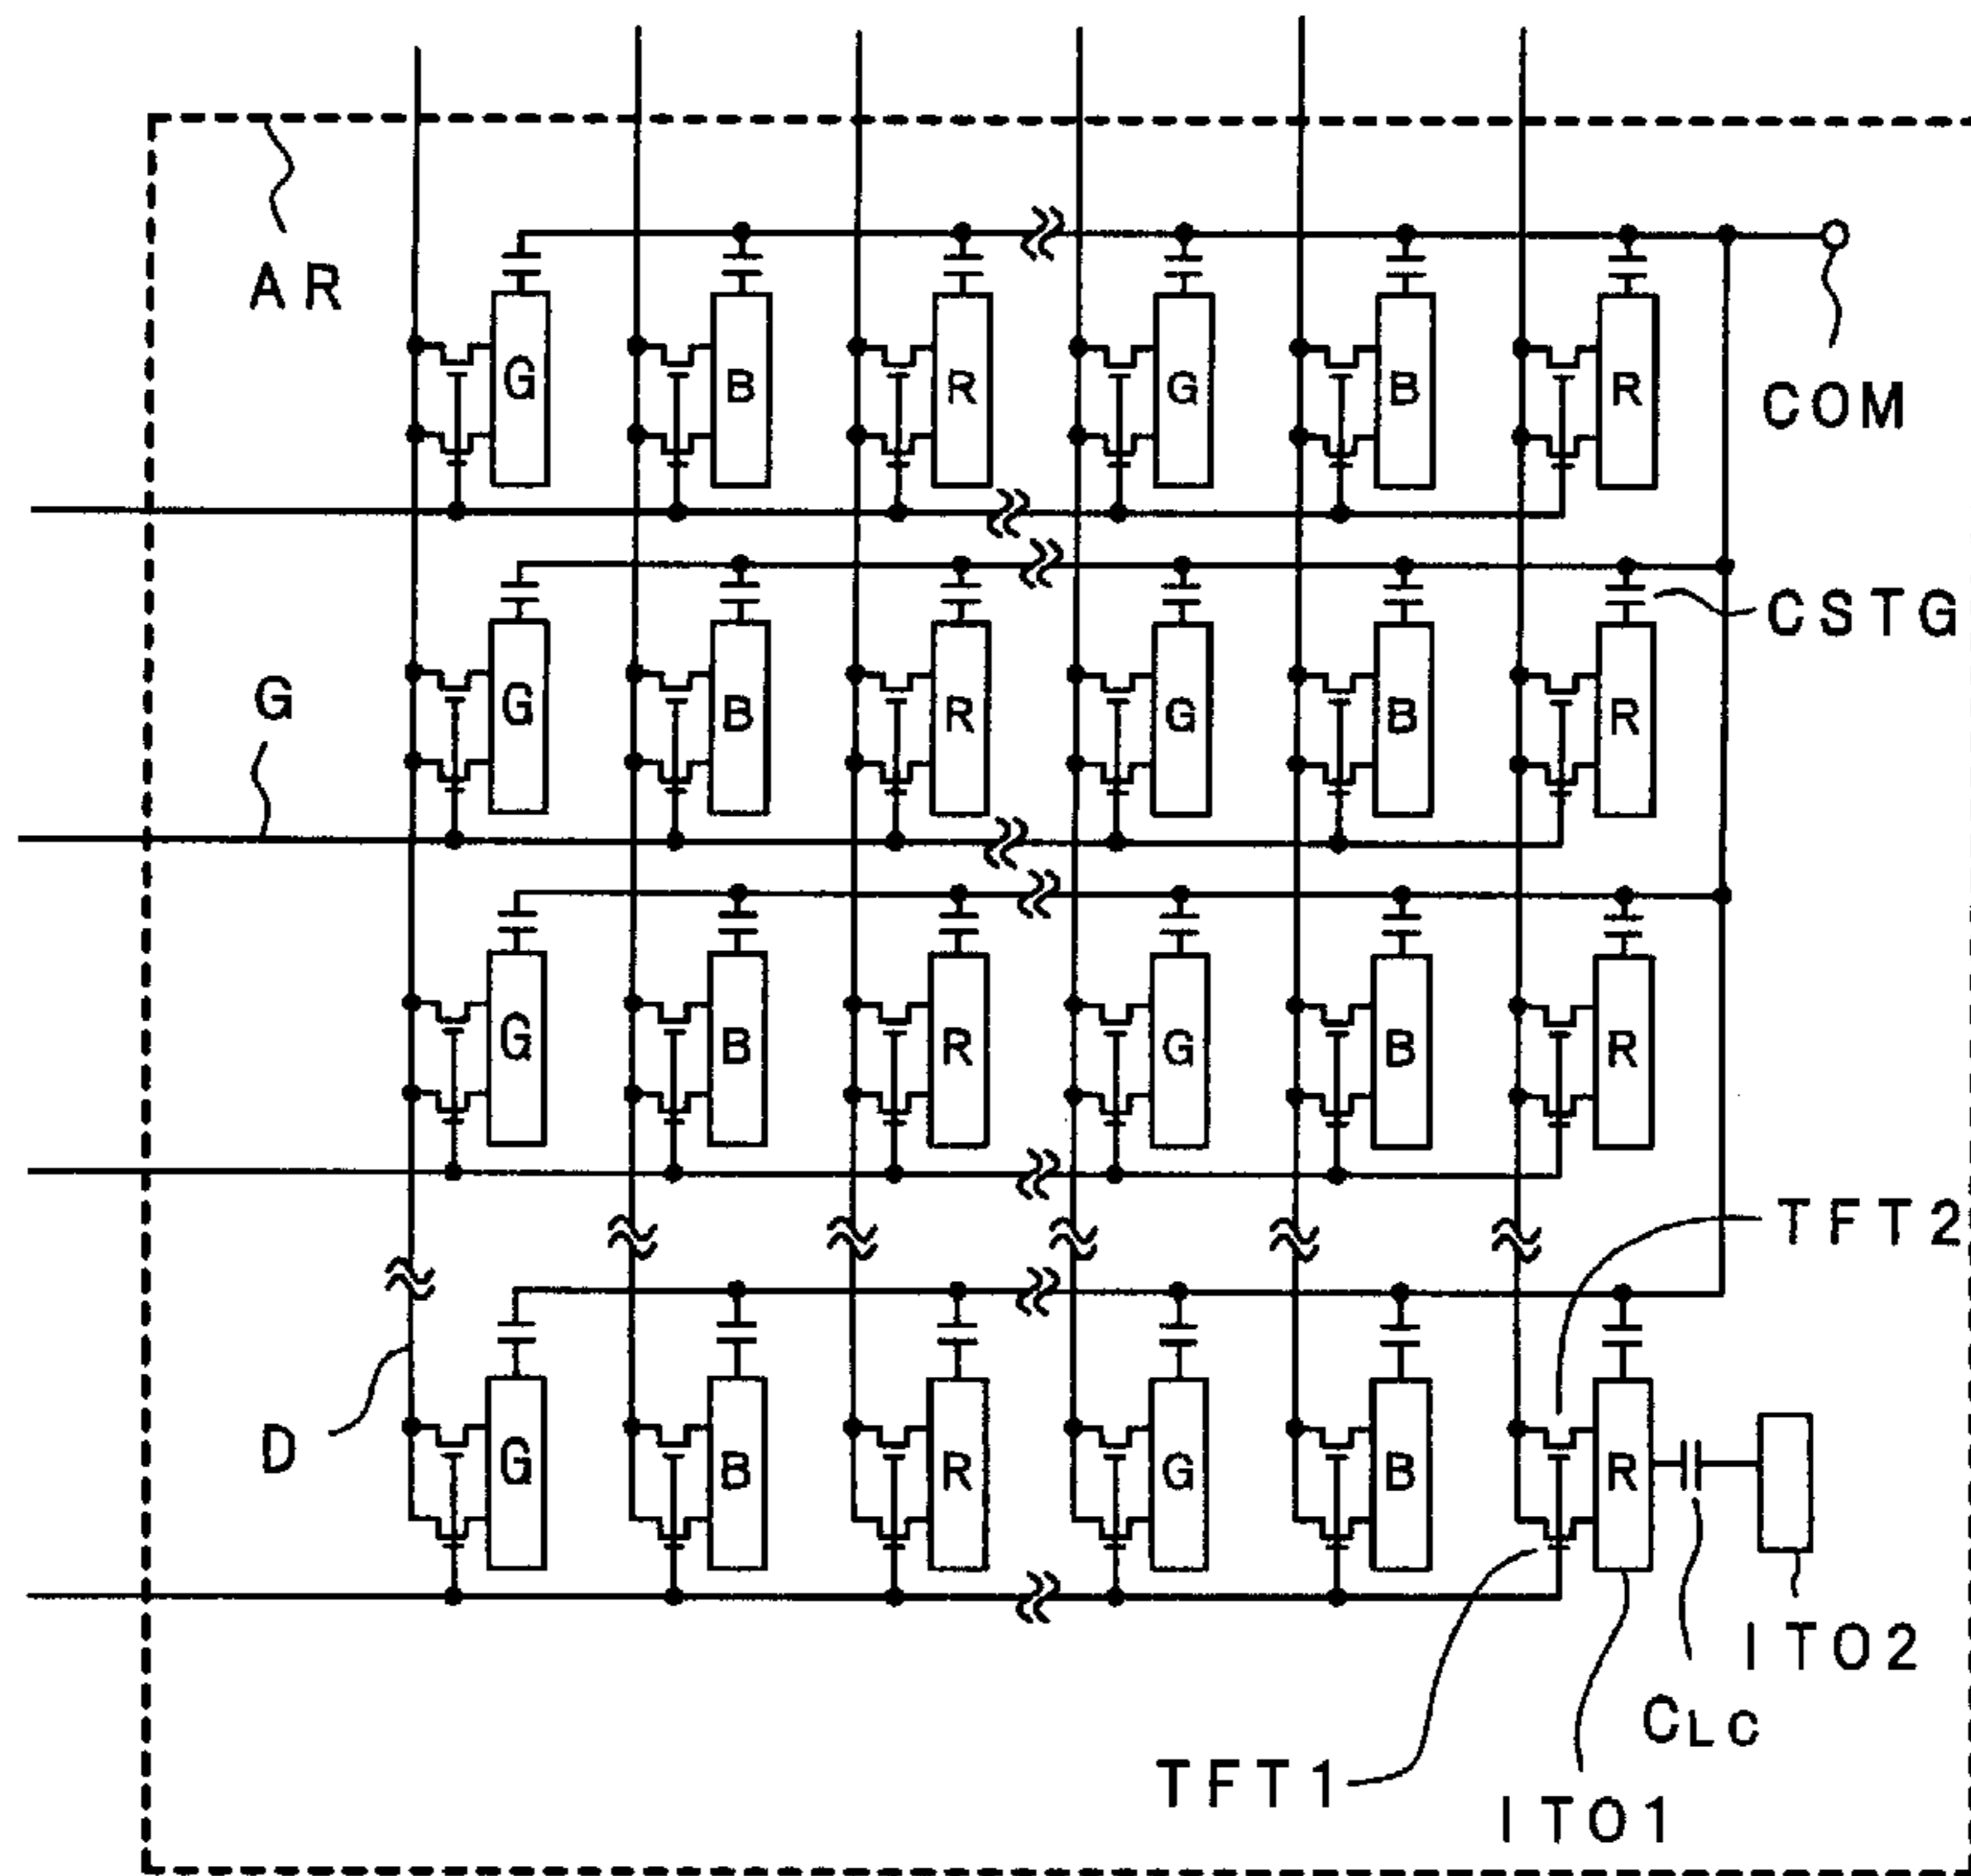 AR
G B R G B R
COM
G B R G B R
CSTG
G
G B R G B R
TFT2
G B R G B R
D
ITO2
CLC
TFT1
ITO1